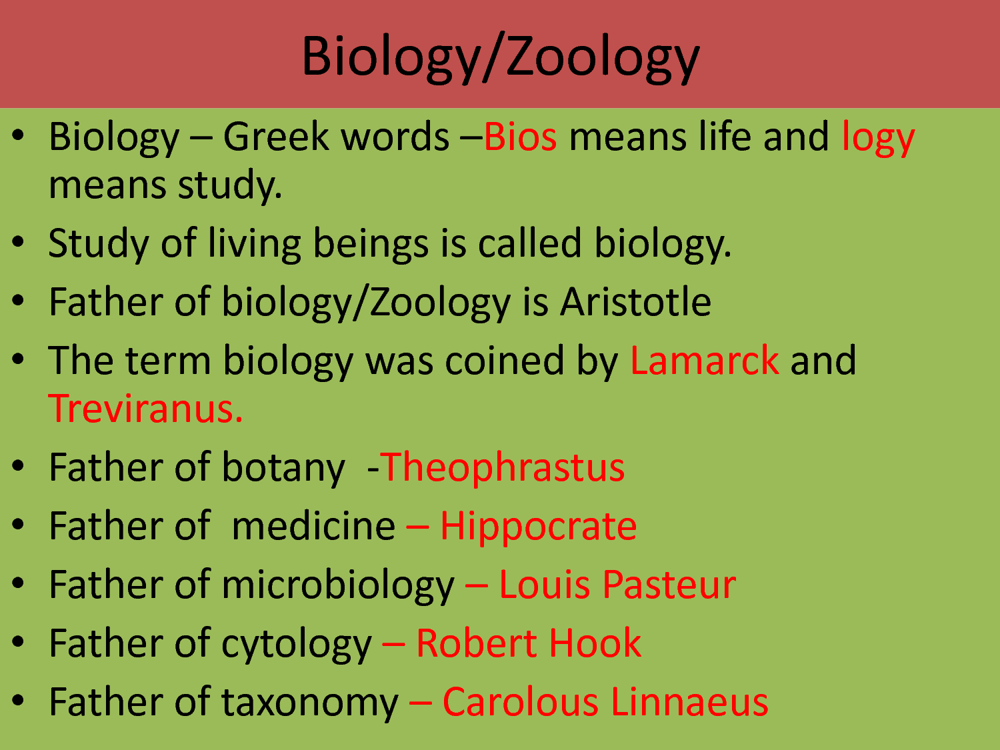 Biology/Zoology
• Biology – Greek words –Bios means life and logy
means study.
• Study of living beings is called biology.
• Father of biology/Zoology is Aristotle
• The term biology was coined by Lamarck and
Treviranus.
• Father of botany -Theophrastus
• Father of medicine – Hippocrate
• Father of microbiology – Louis Pasteur
• Father of cytology – Robert Hook
• Father of taxonomy – Carolous Linnaeus